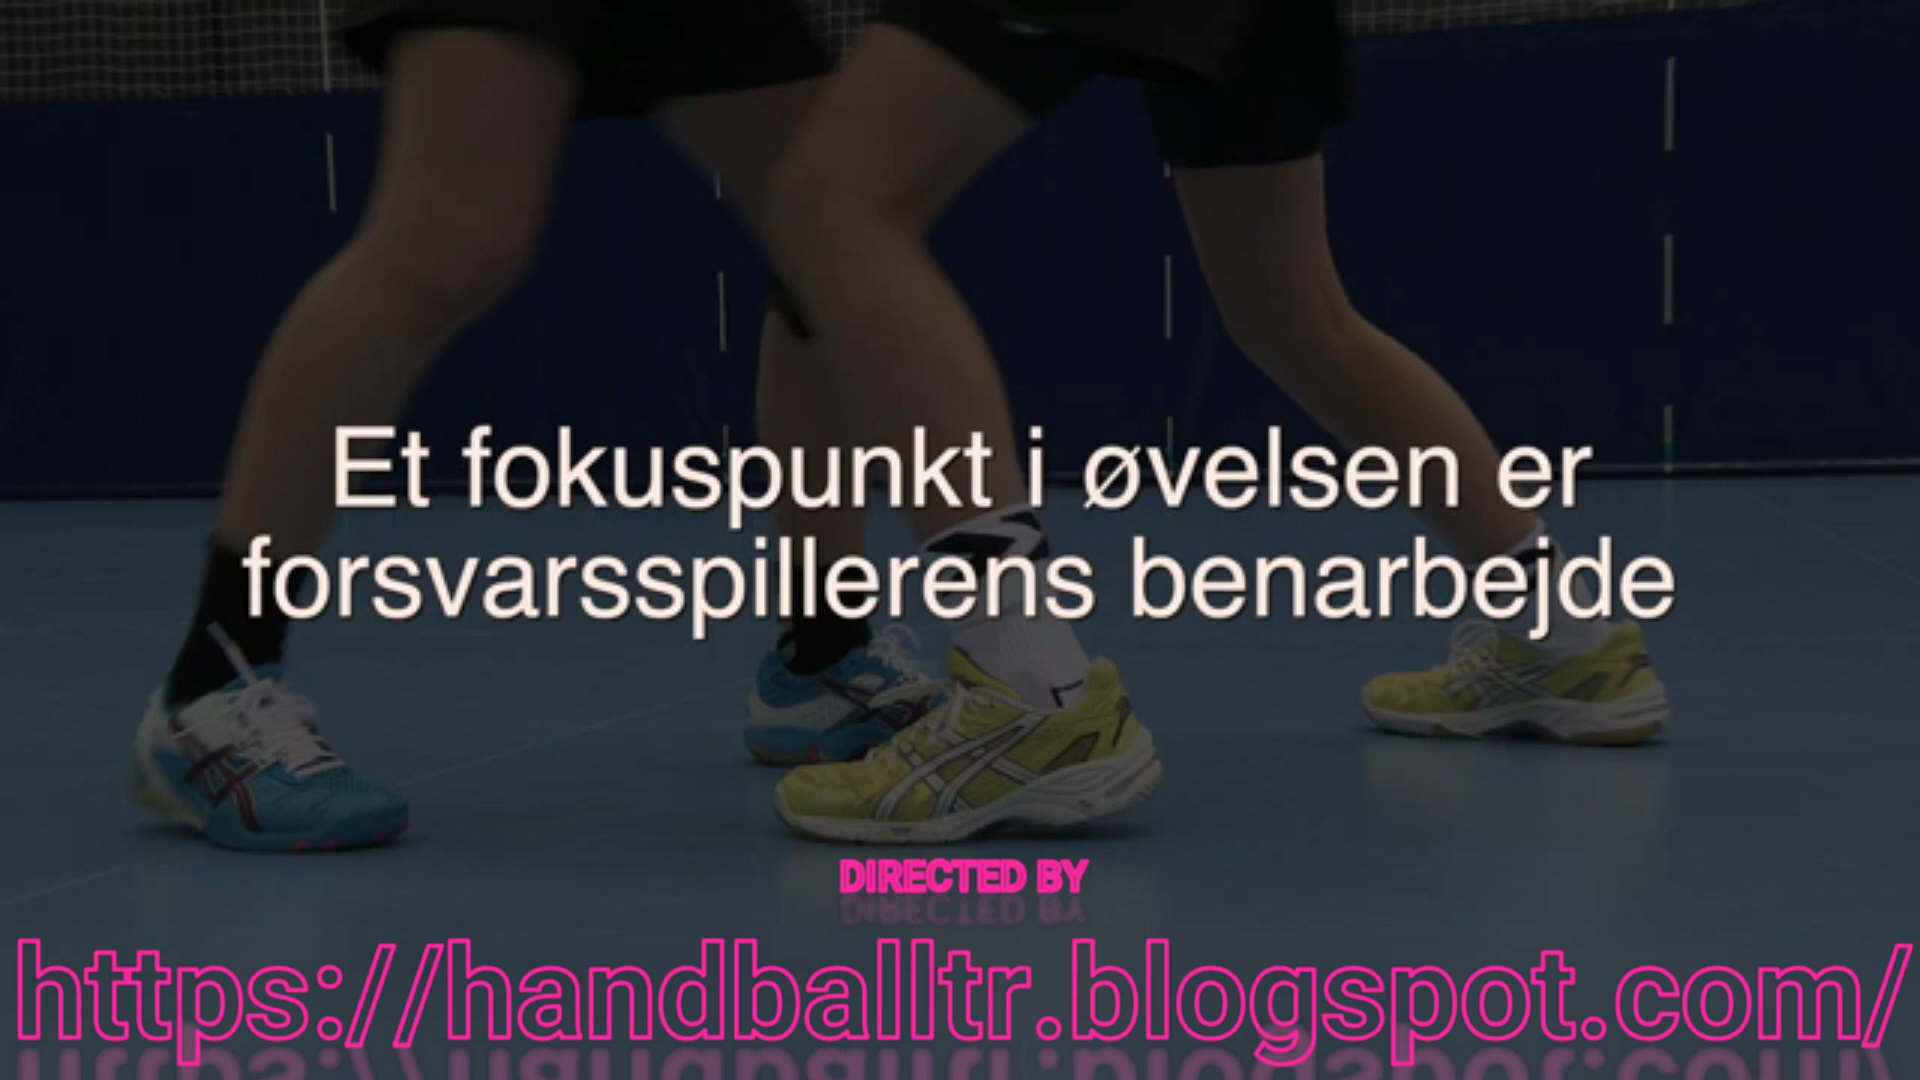 Et fokuspunkt i øvelsen er
forsvarsspillerens benarbejde
DIRECTED BY
https://handballtr.blogspot.com/